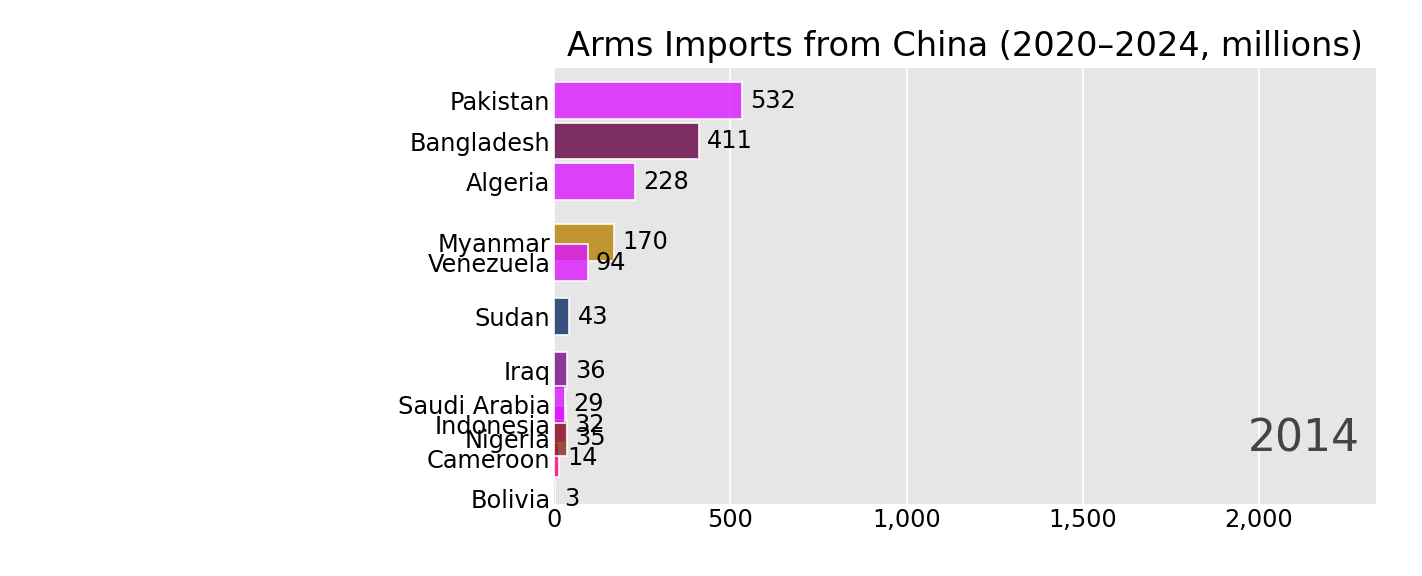 Arms Imports from China (2020–2024, millions)
Pakistan 532
Bangladesh 411
Algeria 228
Myanmar 170
Venezuela 94
Sudan 43
Iraq 36
Saudi Arabia 29
Indonesia 32
Nigeria 35
Cameroon 14
Bolivia 3
2014
0 500 1,000 1,500 2,000